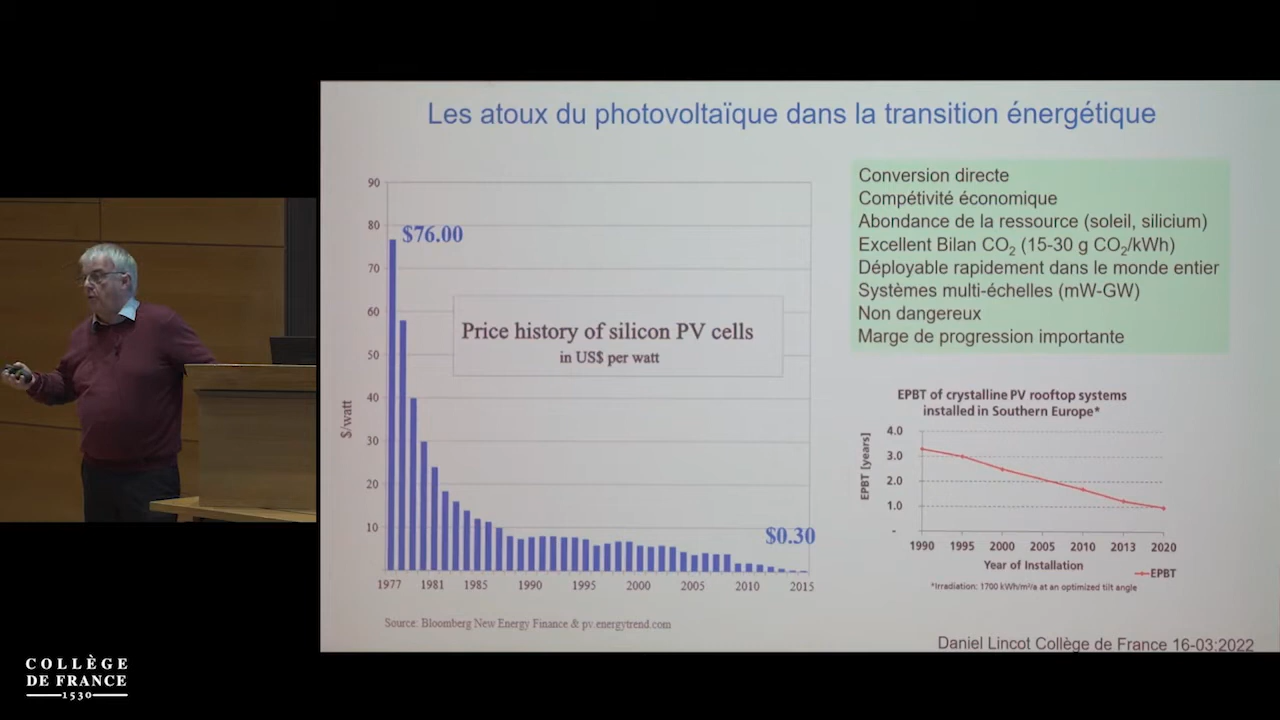 Les atoux du photovoltaïque dans la transition énergétique
90
80
70
60
50
40
30
20
10
$/watt
$76.00
Price history of silicon PV cells
in US$ per watt
$0.30
1977 1981 1985 1990 1995 2000 2005 2010 2015
Source: Bloomberg New Energy Finance & pv.energytrend.com
Conversion directe
Compétivité économique
Abondance de la ressource (soleil, silicium)
Excellent Bilan CO2 (15-30 g CO2/kWh)
Déployable rapidement dans le monde entier
Systèmes multi-échelles (mW-GW)
Non dangereux
Marge de progression importante
EPBT of crystalline PV rooftop systems
installed in Southern Europe*
EPBT [years]
4.0
3.0
2.0
1.0
-
1990 1995 2000 2005 2010 2013 2020
Year of Installation
EPBT
*Irradiation: 1700 kWh/m²/a at an optimized tilt angle
Daniel Lincot Collège de France 16-03:2022
COLLÈGE
DE FRANCE
1530